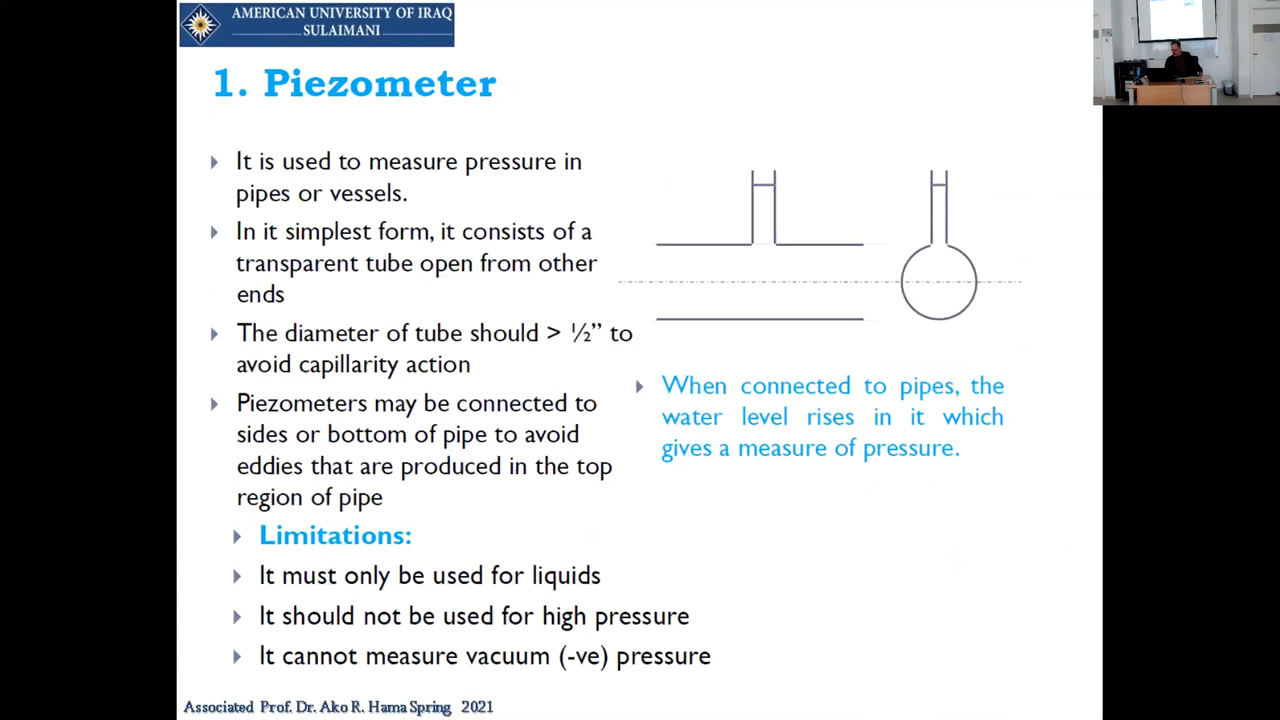 AMERICAN UNIVERSITY OF IRAQ
SULAIMANI
1. Piezometer
It is used to measure pressure in
pipes or vessels.
In it simplest form, it consists of a
transparent tube open from other
ends
The diameter of tube should > ½” to
avoid capillarity action
Piezometers may be connected to
sides or bottom of pipe to avoid
eddies that are produced in the top
region of pipe
Limitations:
It must only be used for liquids
It should not be used for high pressure
It cannot measure vacuum (-ve) pressure
When connected to pipes, the
water level rises in it which
gives a measure of pressure.
Associated Prof. Dr. Ako R. Hama Spring 2021